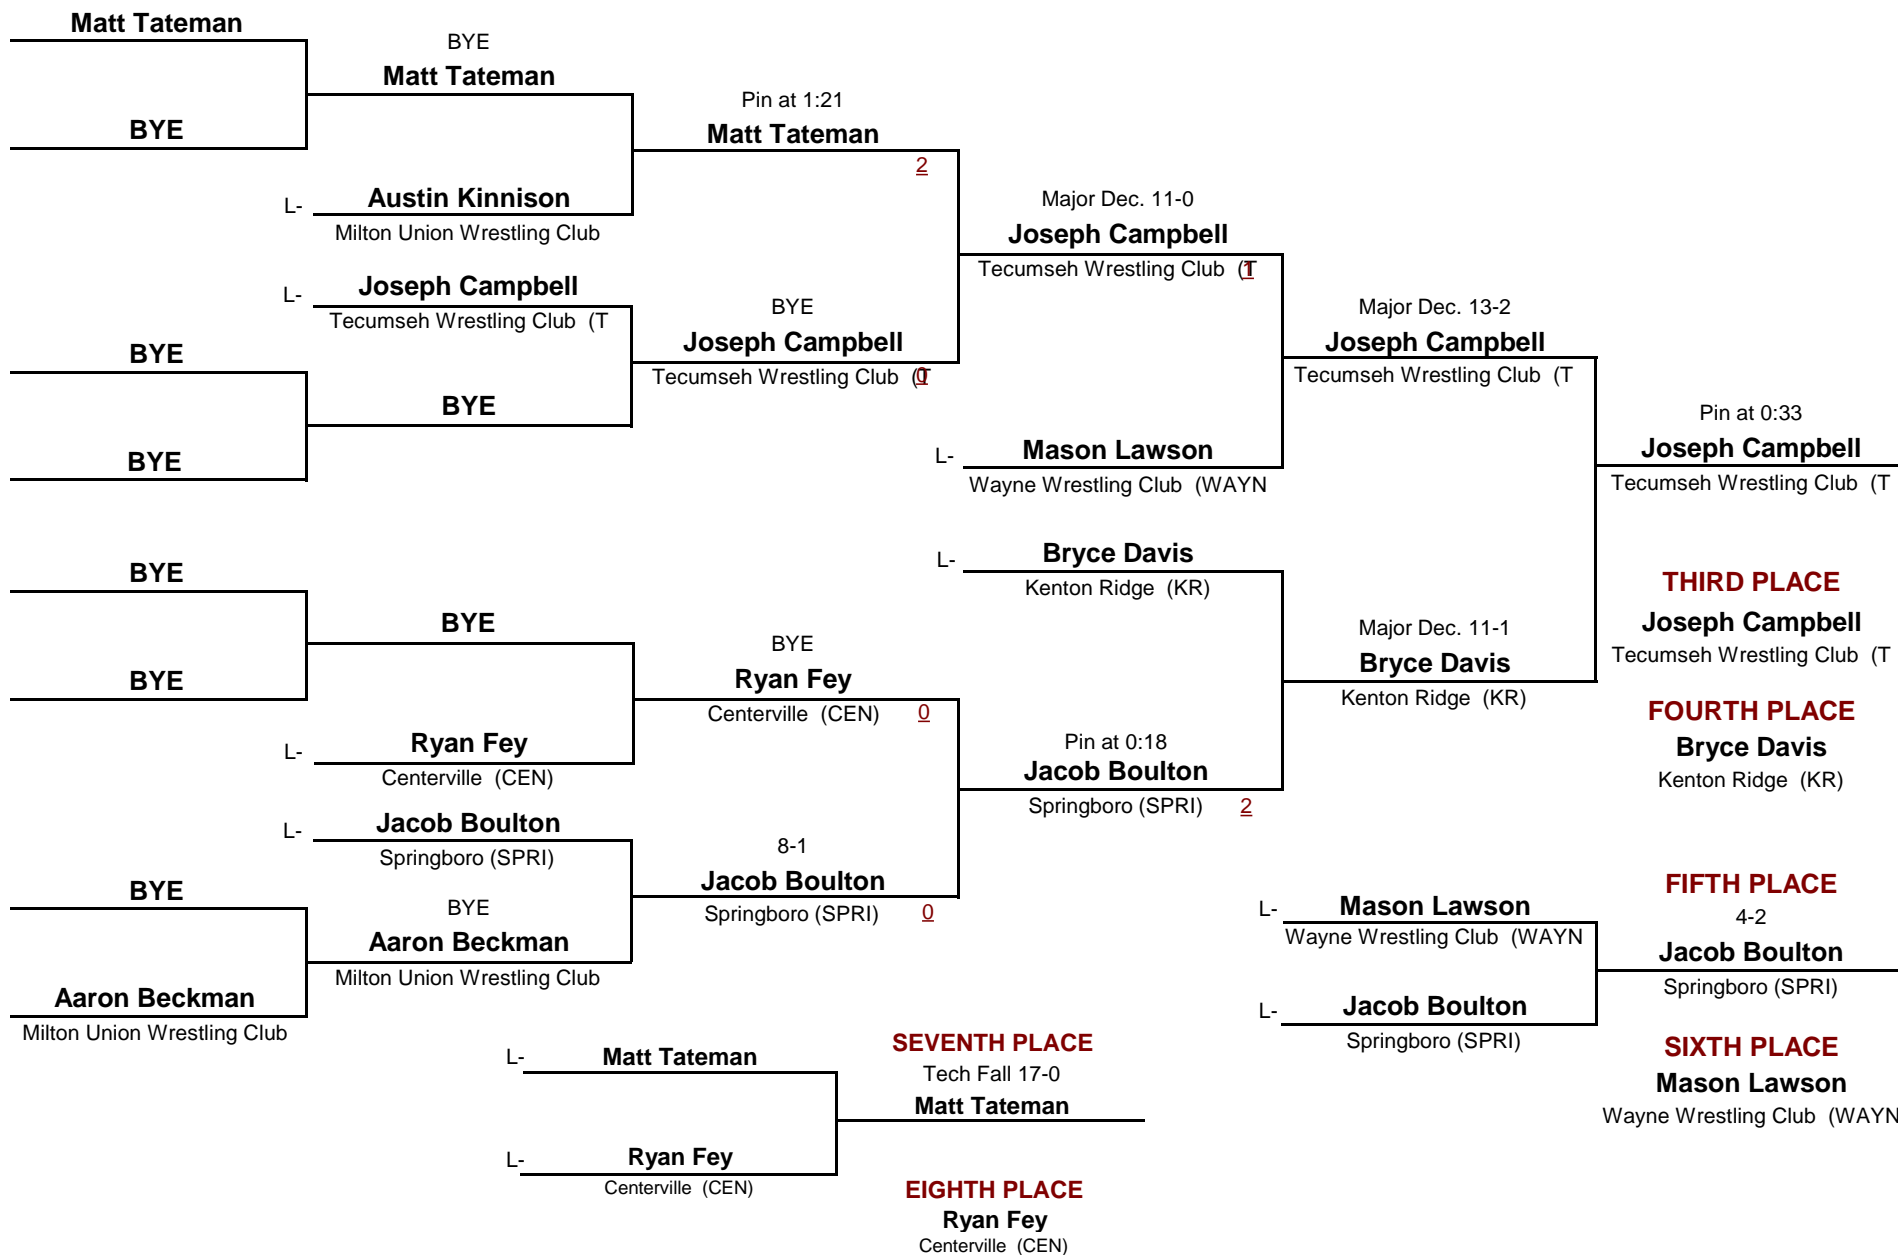 Matt Tateman
BYE
Matt Tateman
BYE
Pin at 1:21
Matt Tateman
2
L- Austin Kinnison
Milton Union Wrestling Club
Major Dec. 11-0
Joseph Campbell
Tecumseh Wrestling Club (T 1
L- Joseph Campbell
Tecumseh Wrestling Club (T
BYE
Joseph Campbell
Tecumseh Wrestling Club (T 0
Major Dec. 13-2
Joseph Campbell
Tecumseh Wrestling Club (T
BYE
BYE
BYE
L- Mason Lawson
Wayne Wrestling Club (WAYN
Pin at 0:33
Joseph Campbell
Tecumseh Wrestling Club (T
L- Bryce Davis
Kenton Ridge (KR)
BYE
BYE
BYE
BYE
Ryan Fey
Centerville (CEN) 0
Major Dec. 11-1
Bryce Davis
Kenton Ridge (KR)
THIRD PLACE
Joseph Campbell
Tecumseh Wrestling Club (T
FOURTH PLACE
Bryce Davis
Kenton Ridge (KR)
L- Ryan Fey
Centerville (CEN)
Pin at 0:18
Jacob Boulton
Springboro (SPRI) 2
L- Jacob Boulton
Springboro (SPRI)
8-1
Jacob Boulton
Springboro (SPRI) 0
BYE
BYE
Aaron Beckman
Milton Union Wrestling Club
Aaron Beckman
Milton Union Wrestling Club
L- Mason Lawson
Wayne Wrestling Club (WAYN
L- Jacob Boulton
Springboro (SPRI)
FIFTH PLACE
4-2
Jacob Boulton
Springboro (SPRI)
SIXTH PLACE
Mason Lawson
Wayne Wrestling Club (WAYN
L- Matt Tateman
L- Ryan Fey
Centerville (CEN)
SEVENTH PLACE
Tech Fall 17-0
Matt Tateman
EIGHTH PLACE
Ryan Fey
Centerville (CEN)